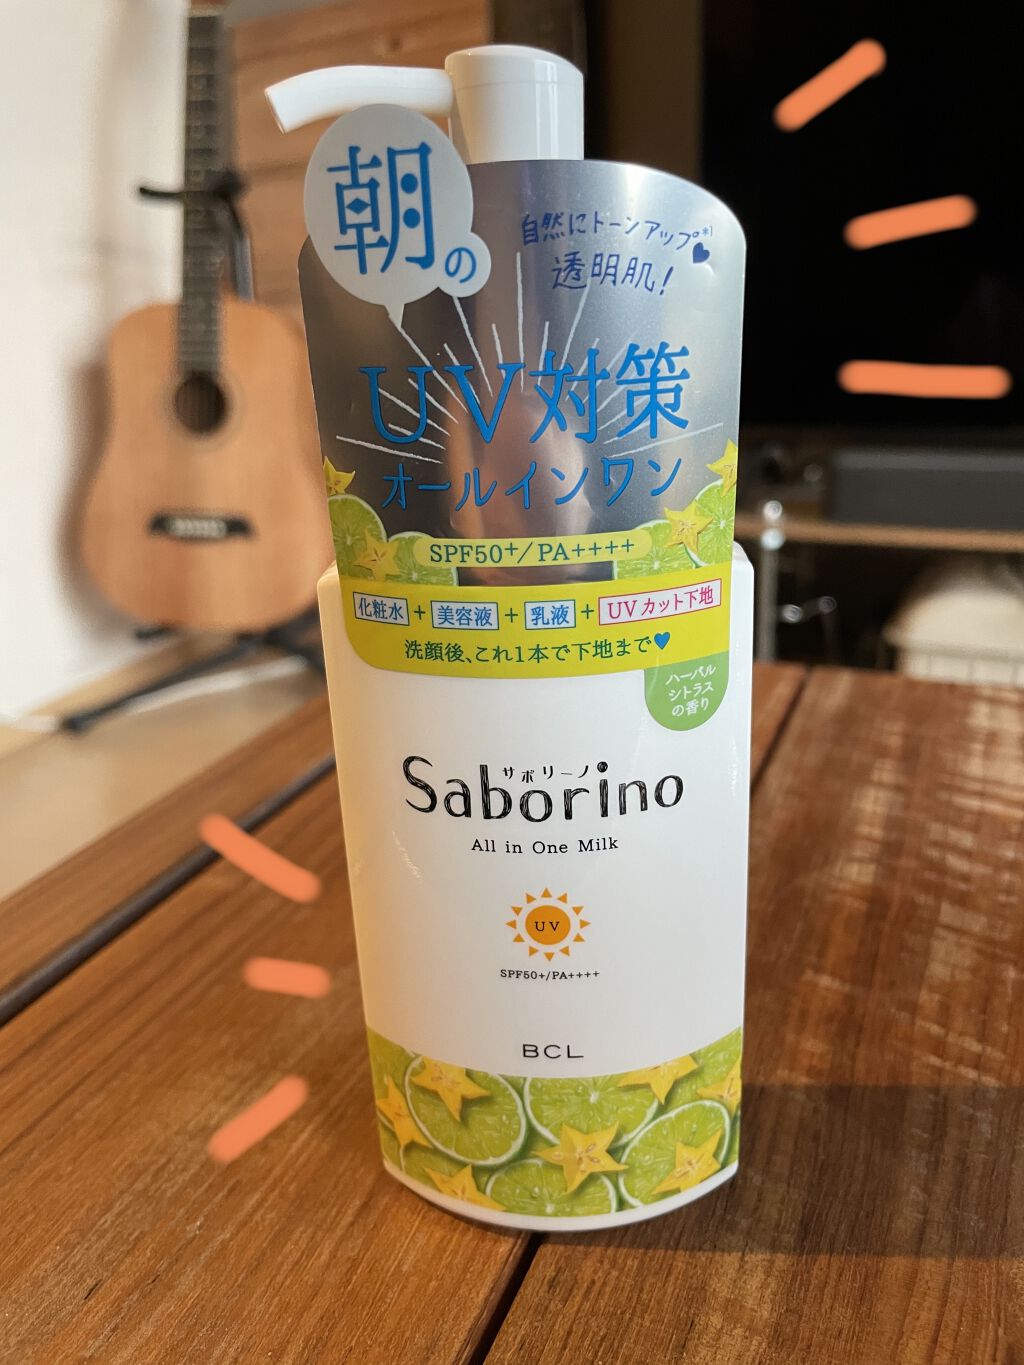 朝の
自然にトーンアップ*1
透明肌!
UV対策
オールインワン
SPF50+/PA++++
化粧水+美容液+乳液+UVカット下地
洗顔後、これ1本で下地まで♥
ハーバル
シトラス
の香り
サボリーノ
Saborino
All in One Milk
UV
SPF50+/PA++++
BCL